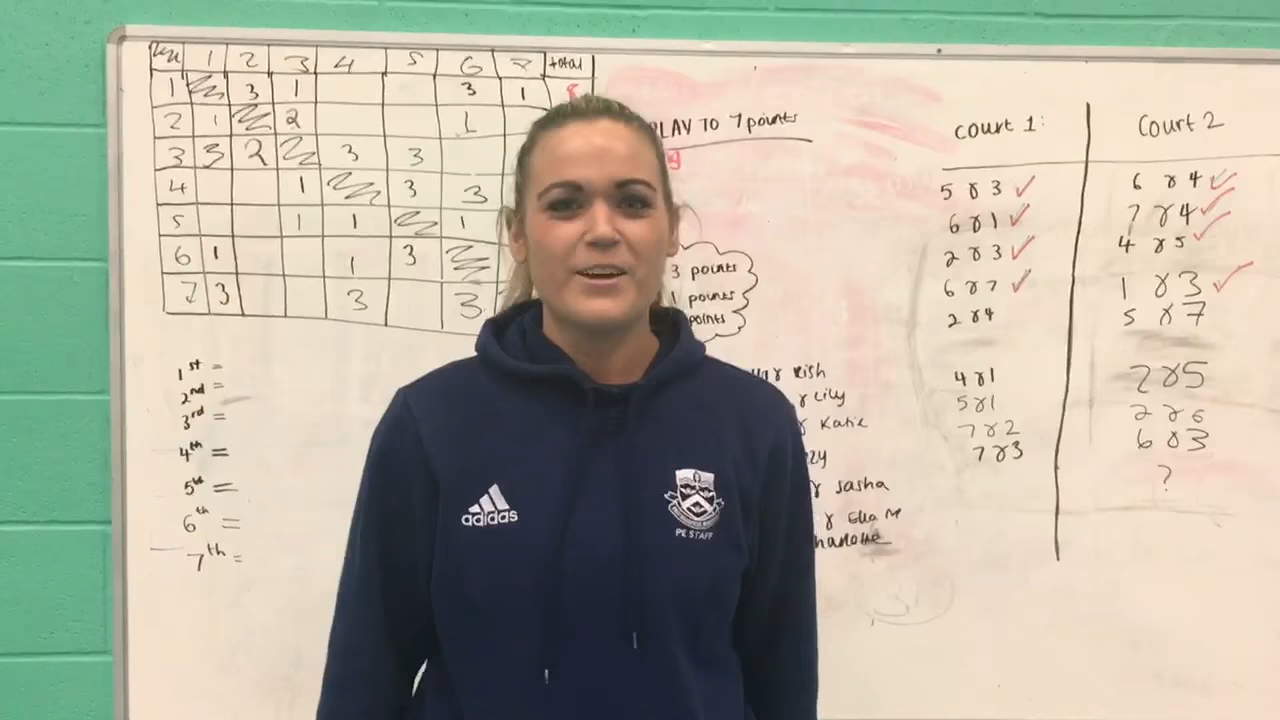 1 2 3 4 5 6 7 total
1 3 1 3 1 8
2 1 2 1
3 3 2 3 3
4 1 3 3
5 1 1 1
6 1 1 3
7 3 3 3
PLAY TO 7 points
3 points
1 points
points
1st =
2nd =
3rd =
4th =
5th =
6th =
7th =
Rish
Lily
Katie
Sasha
Ella M
Court 1:
5 & 3 ✓
6 & 1 ✓
2 & 3 ✓
6 & 7 ✓
2 & 4
4 & 1
5 & 1
7 & 2
7 & 3
Court 2
6 & 4 ✓
7 & 4 ✓
4 & 5 ✓
1 & 3 ✓
5 & 7
2 & 5
2 & 6
6 & 3
?
adidas
PE STAFF